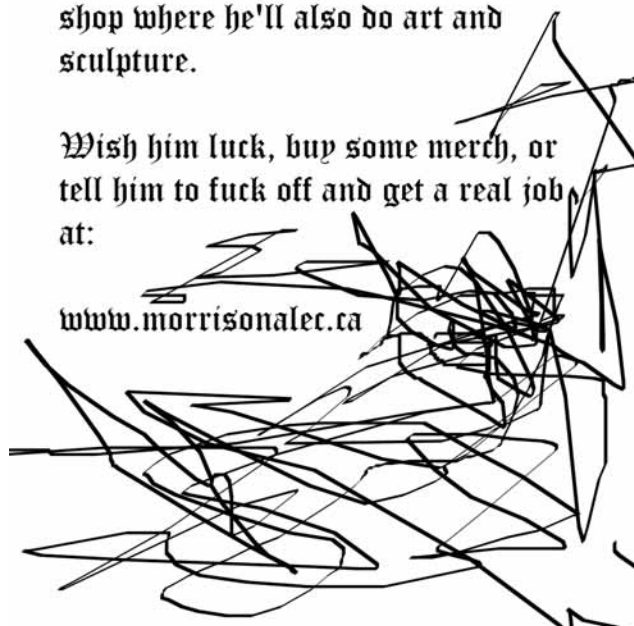 shop where he'll also do art and
sculpture.
Wish him luck, buy some merch, or
tell him to fuck off and get a real job
at:
www.morrisonalec.ca